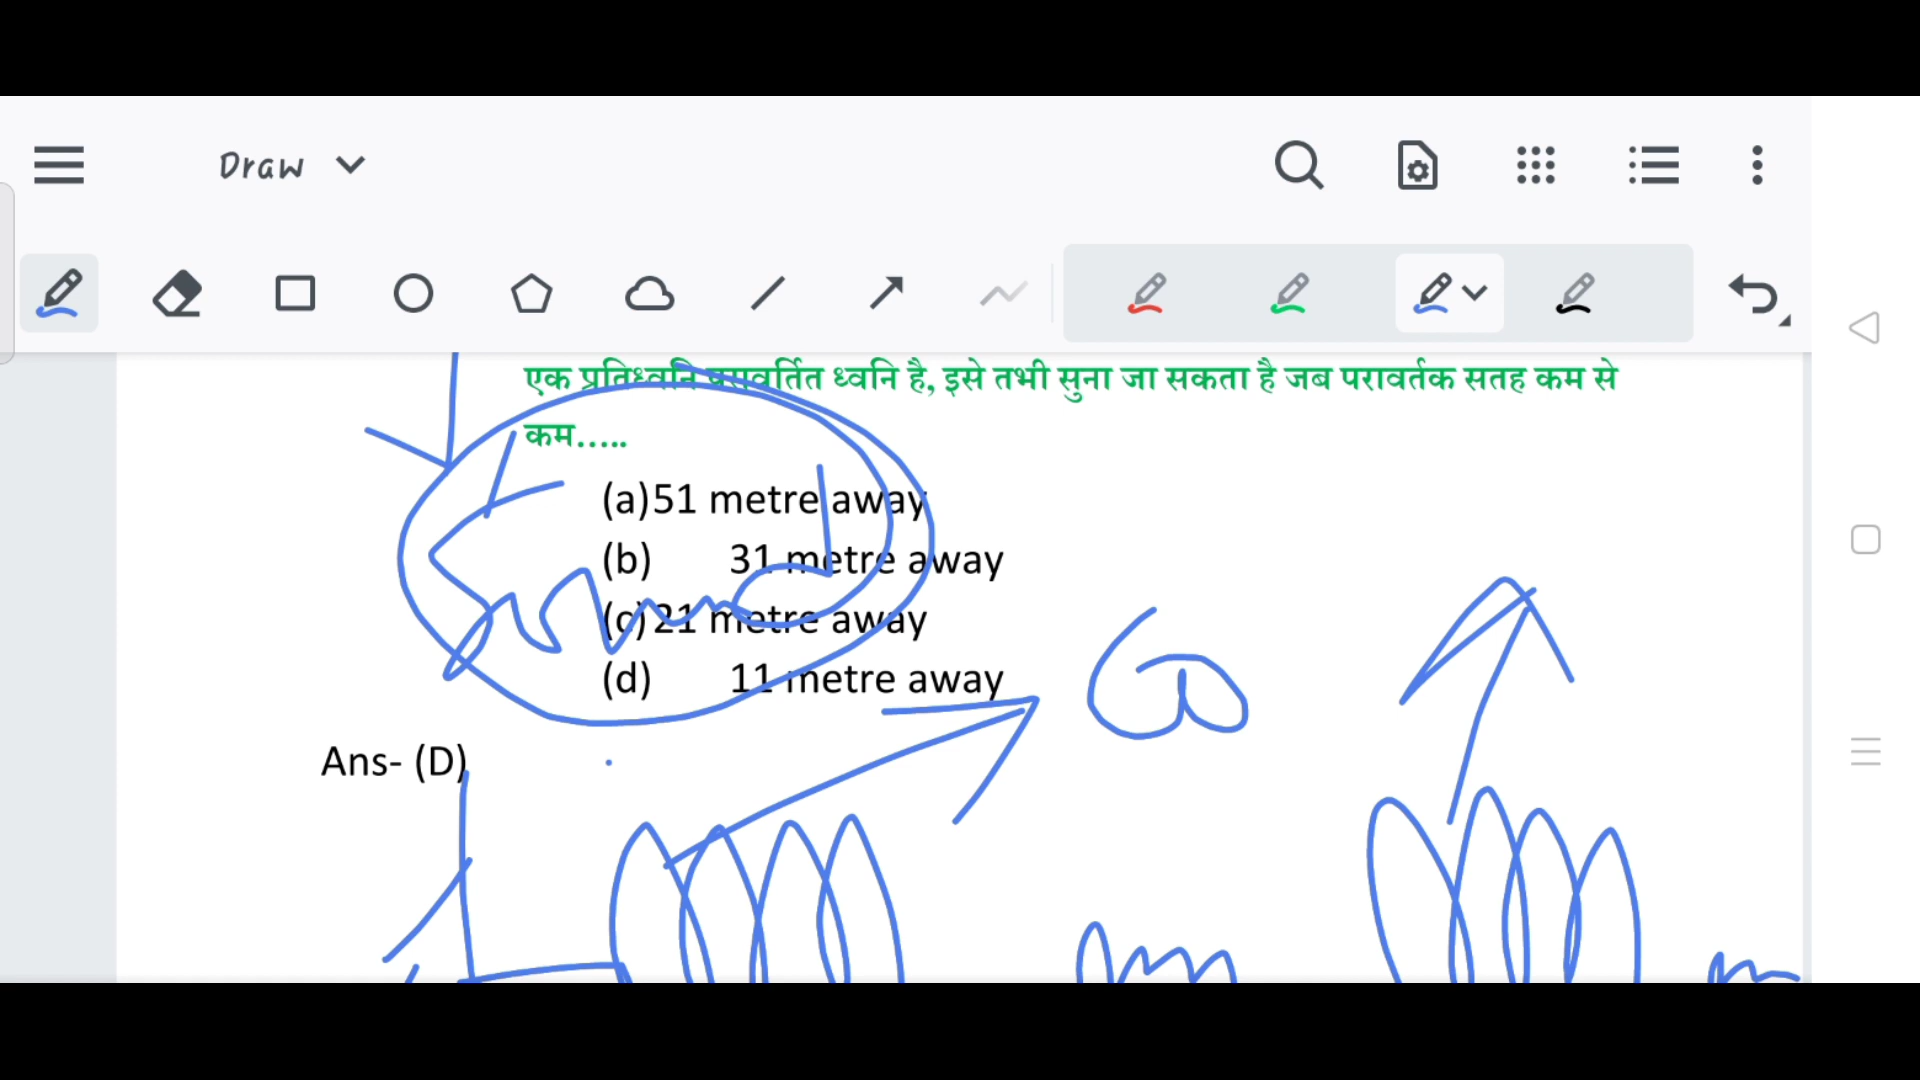 Draw
एक प्रतिध्वनि परावर्तित ध्वनि है, इसे तभी सुना जा सकता है जब परावर्तक सतह कम से
कम.....
(a) 51 metre away
(b) 31 metre away
(c) 21 metre away
(d) 11 metre away
Ans- (D)